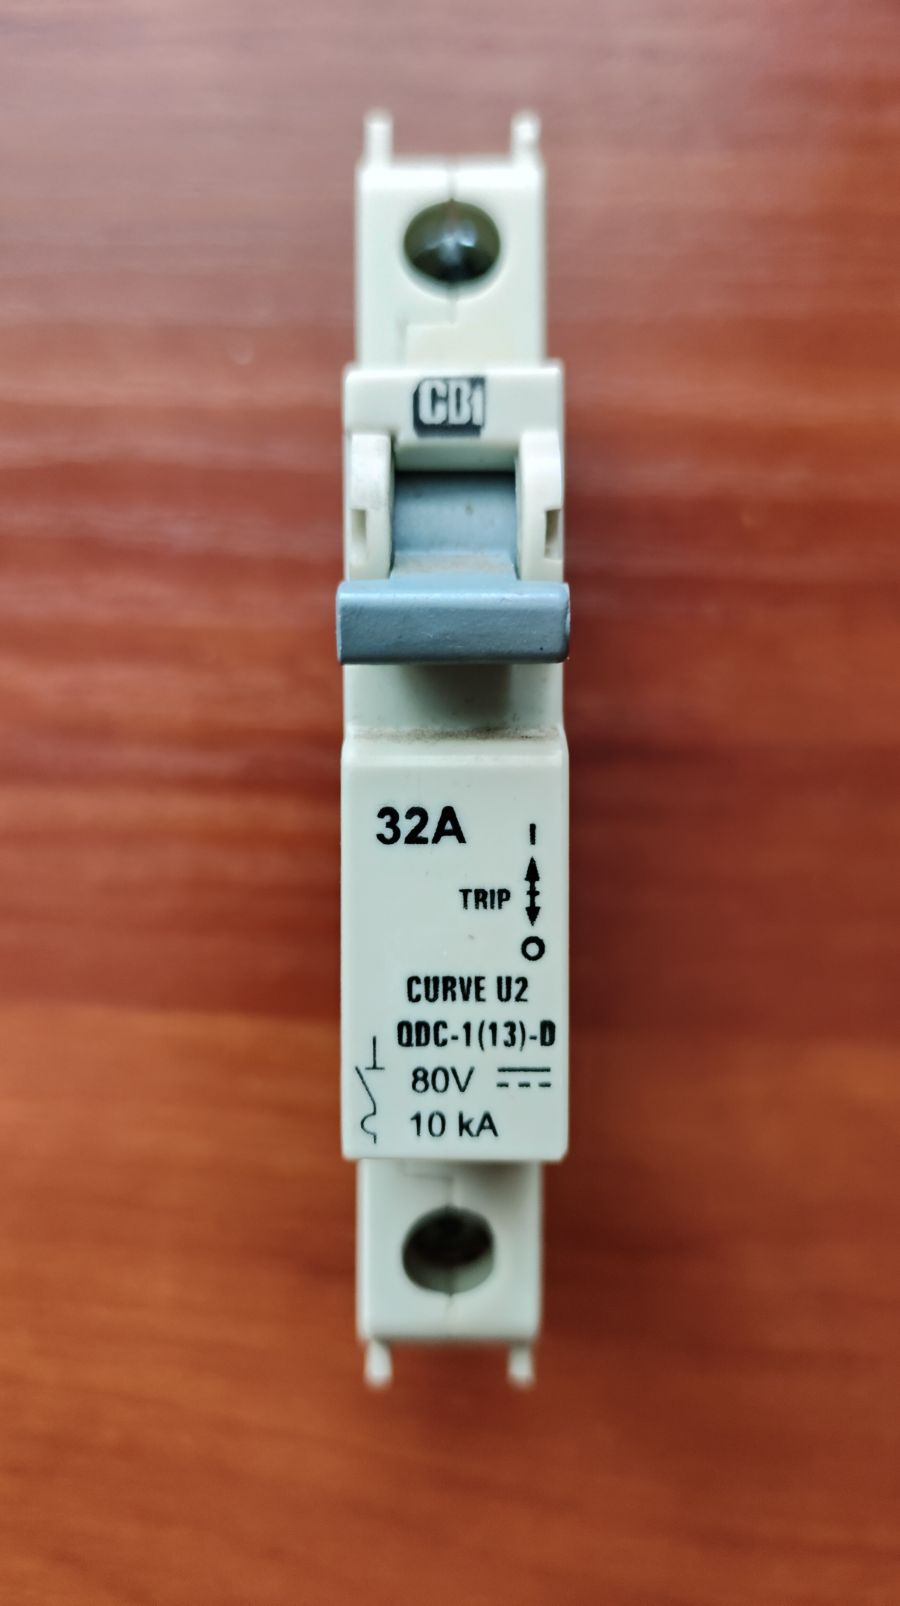 CBI
32A
I
TRIP
O
CURVE U2
QDC-1(13)-D
80V
10 kA